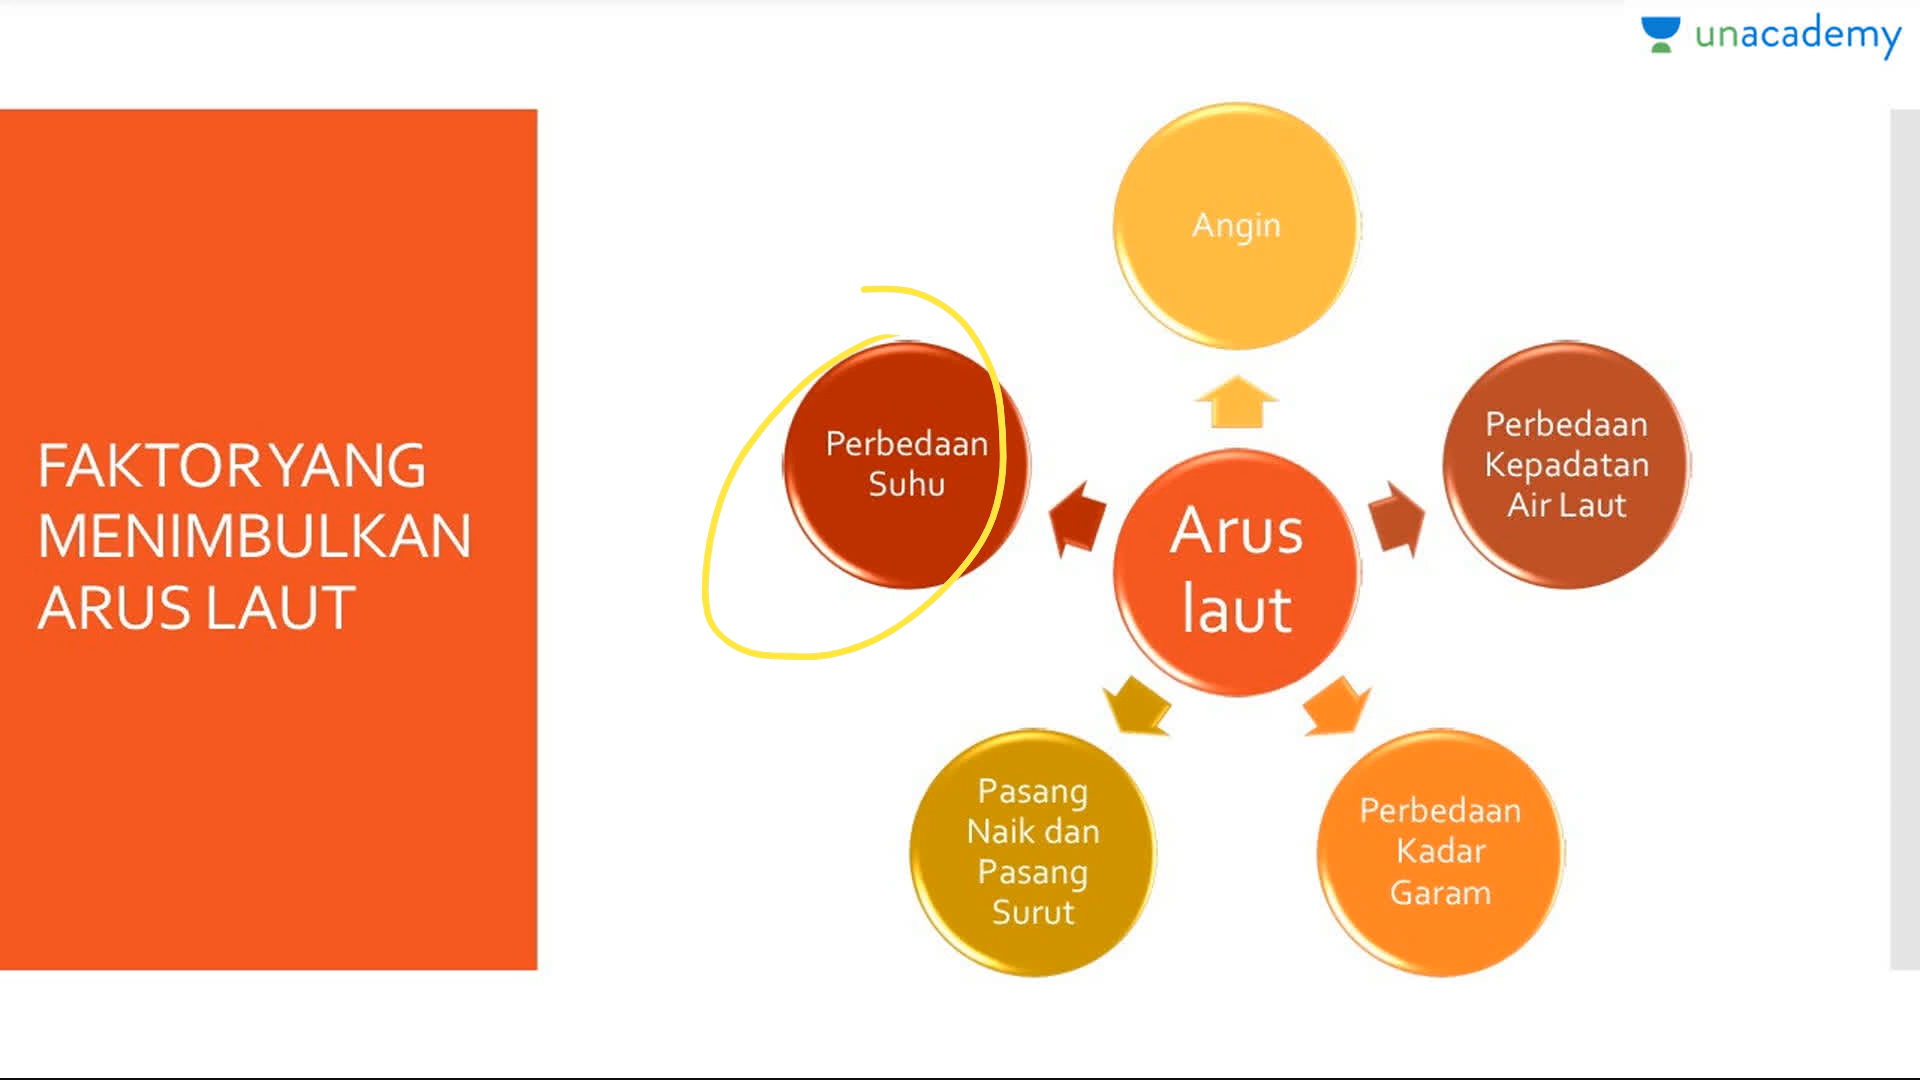 unacademy
FAKTOR YANG
MENIMBULKAN
ARUS LAUT
Angin
Perbedaan
Suhu
Perbedaan
Kepadatan
Air Laut
Arus
laut
Pasang
Naik dan
Pasang
Surut
Perbedaan
Kadar
Garam